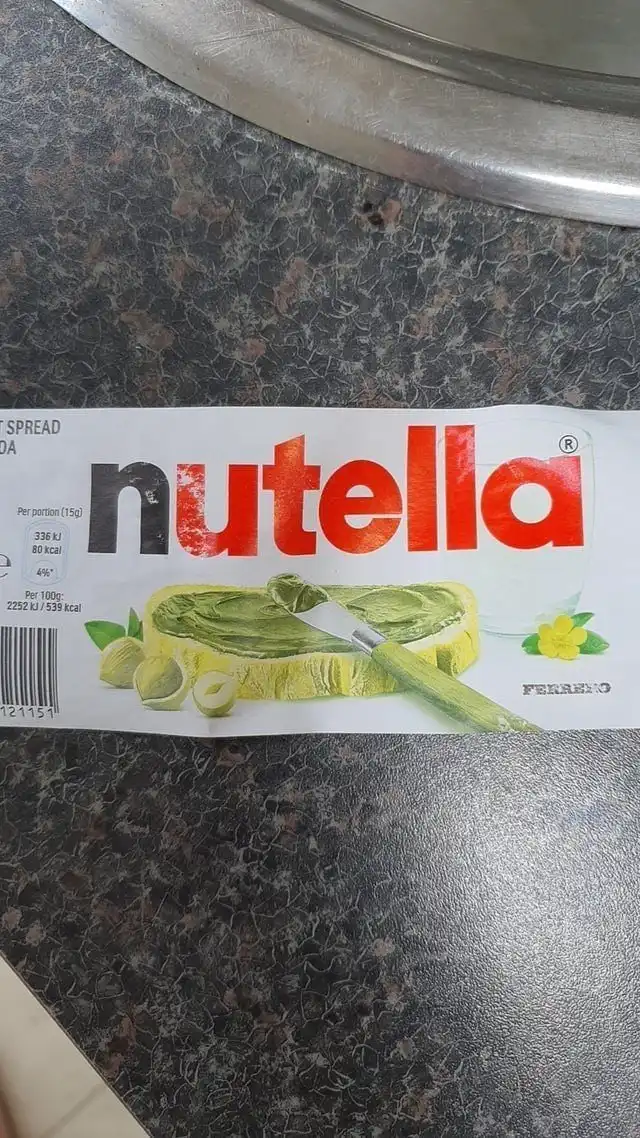 T SPREAD
OA
nutella
®
Per portion (15g)
336 kJ
80 kcal
4%*
Per 100g:
2252 kJ / 539 kcal
e
121151
FERRERO